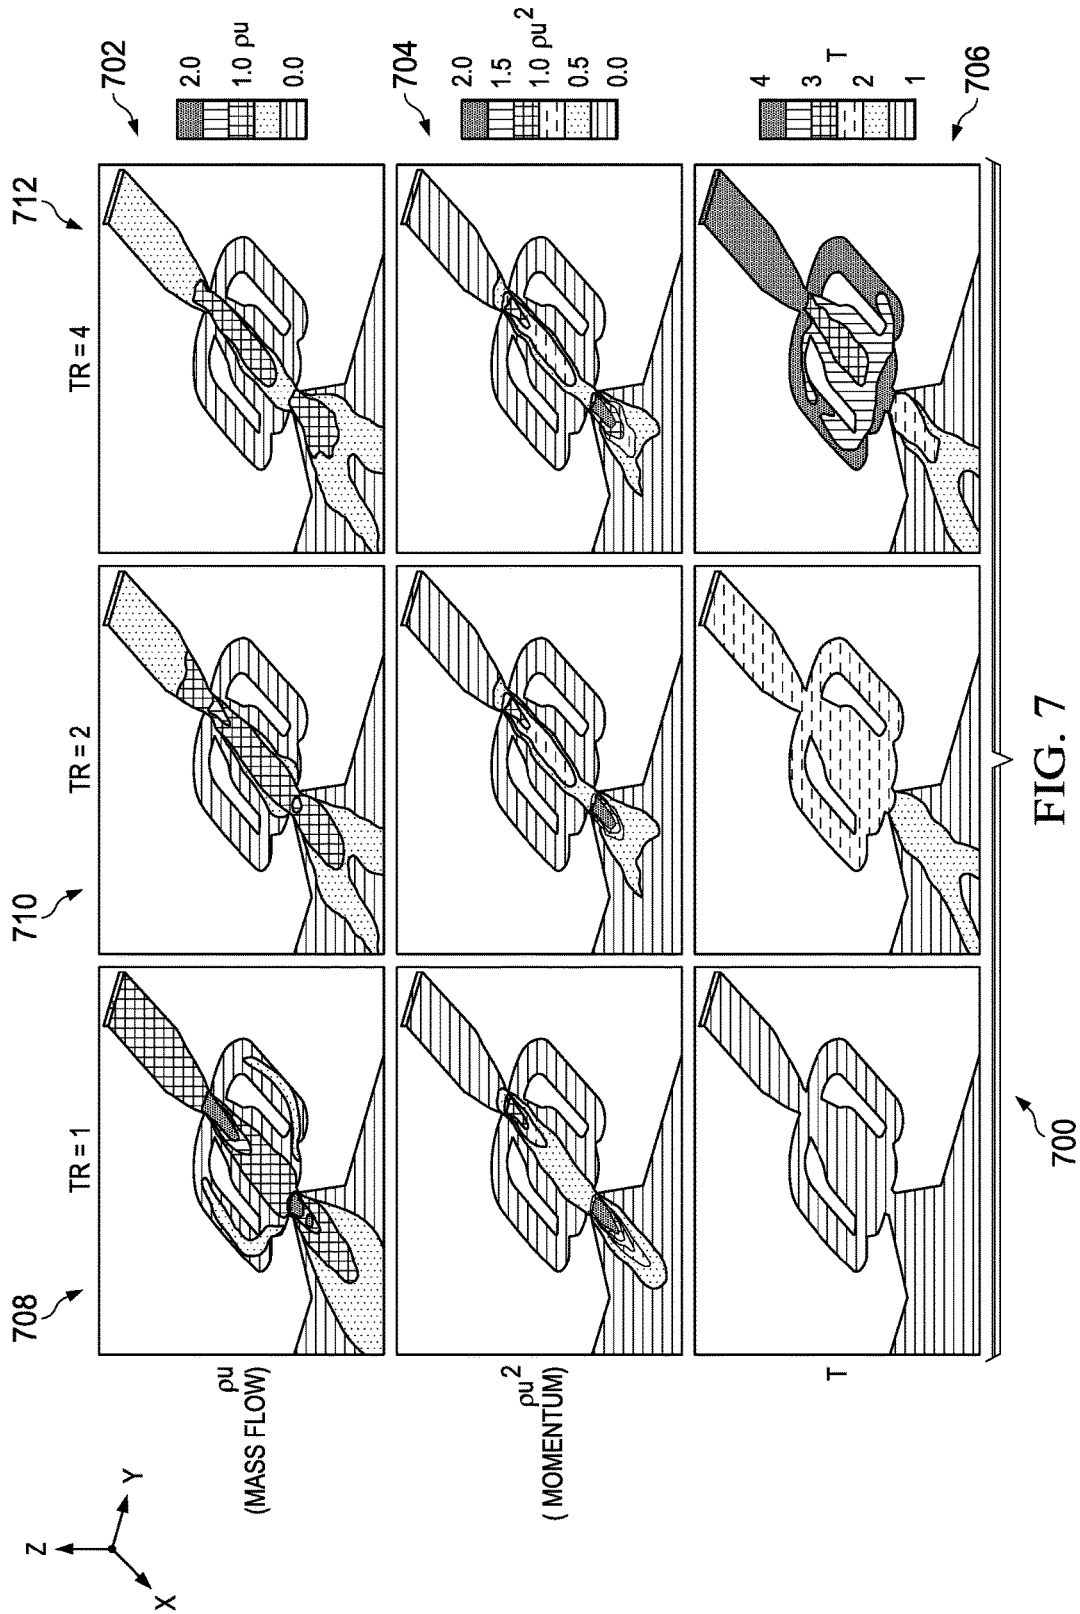 708
710
712
TR = 1
TR = 2
TR = 4
702
2.0
1.0 ρu
0.0
704
2.0
1.5
1.0 ρu²
0.5
0.0
4
3
T
2
1
706
ρu
(MASS FLOW)
ρu²
( MOMENTUM)
T
Z
Y
X
700
FIG. 7